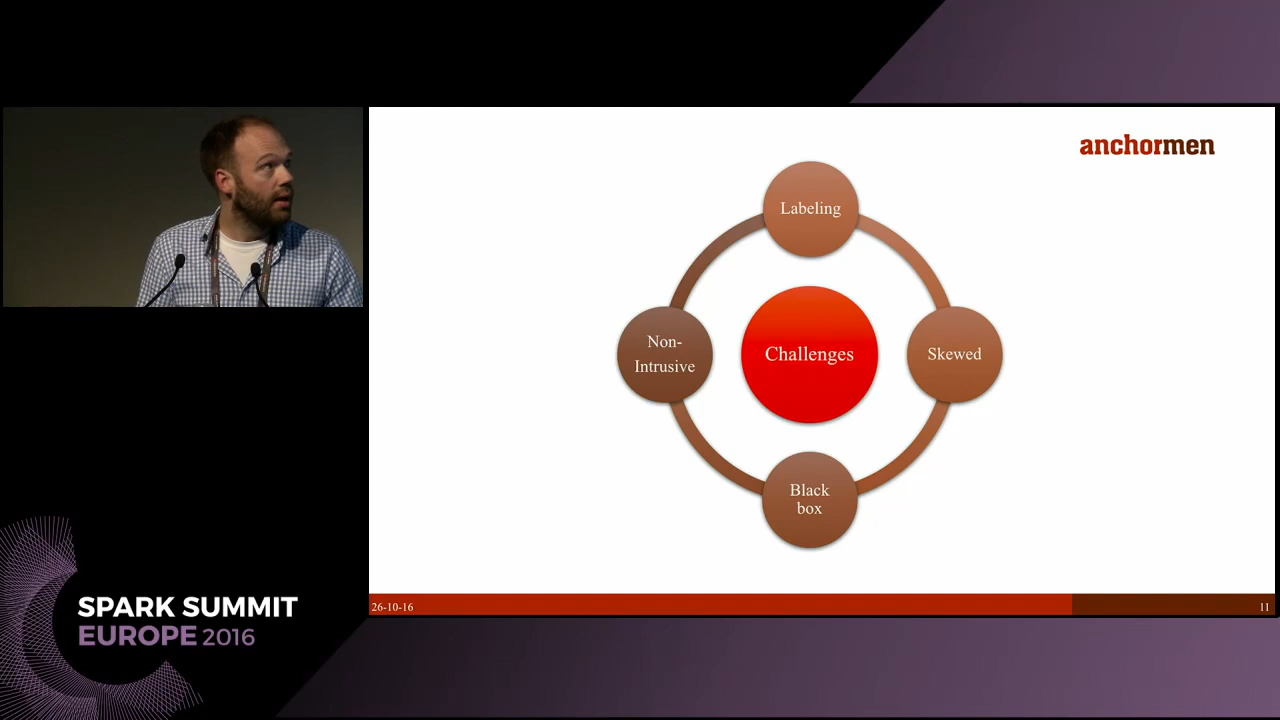 anchormen
Labeling
Non-
Intrusive
Challenges
Skewed
Black
box
26-10-16
11
SPARK SUMMIT
EUROPE 2016